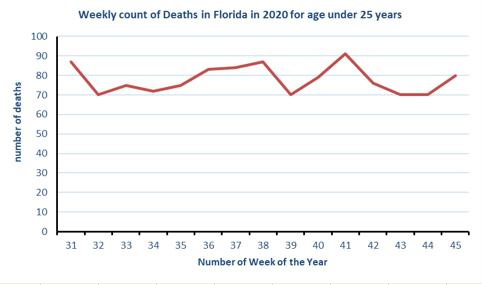 Weekly count of Deaths in Florida in 2020 for age under 25 years
100
90
80
70
60
50
40
30
20
10
0
number of deaths
31 32 33 34 35 36 37 38 39 40 41 42 43 44 45
Number of Week of the Year